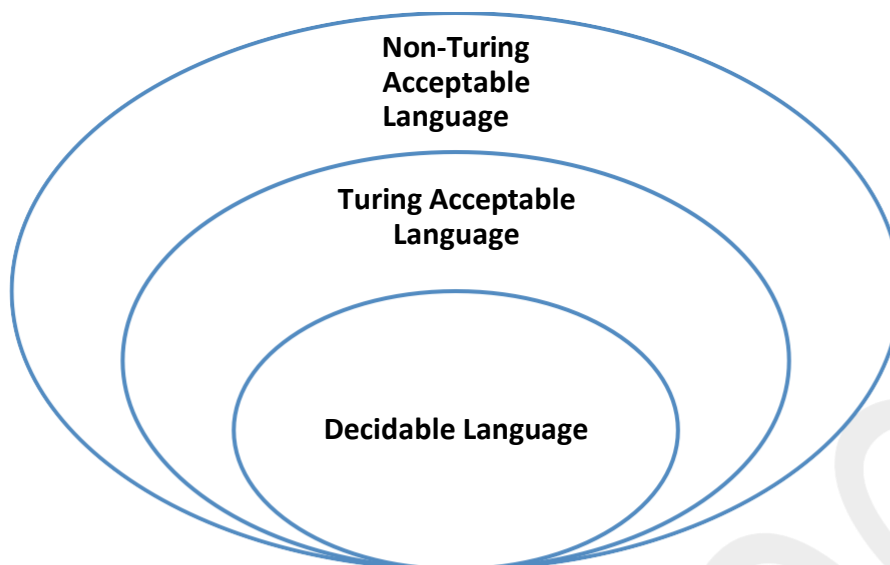 Non-Turing
Acceptable
Language
Turing Acceptable
Language
Decidable Language